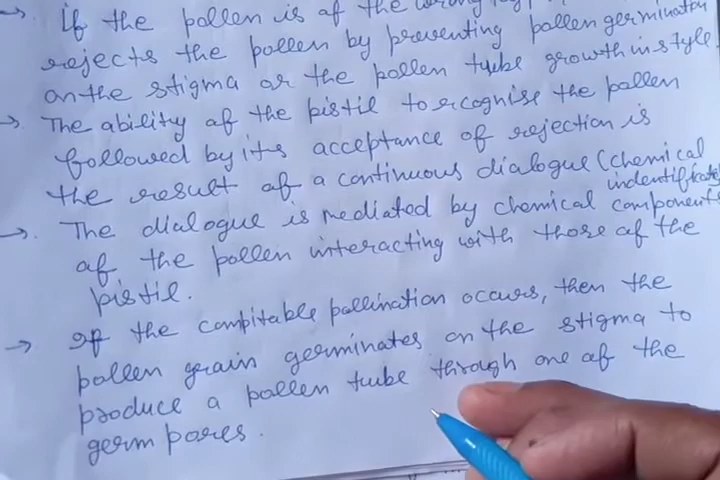 → If the pollen is of the wrong
rejects the pollen by preventing pollen germination
on the stigma or the pollen tube growth in style
→ The ability of the pistil to recognise the pollen
followed by its acceptance of rejection is
the result of a continuous dialogue (chemical
indentificate
→ The dialogue is mediated by chemical components
of the pollen interacting with those of the
pistil.
→ If the compitable pollination occurs, then the
pollen grain germinates on the stigma to
produce a pollen tube through one of the
germ pores.